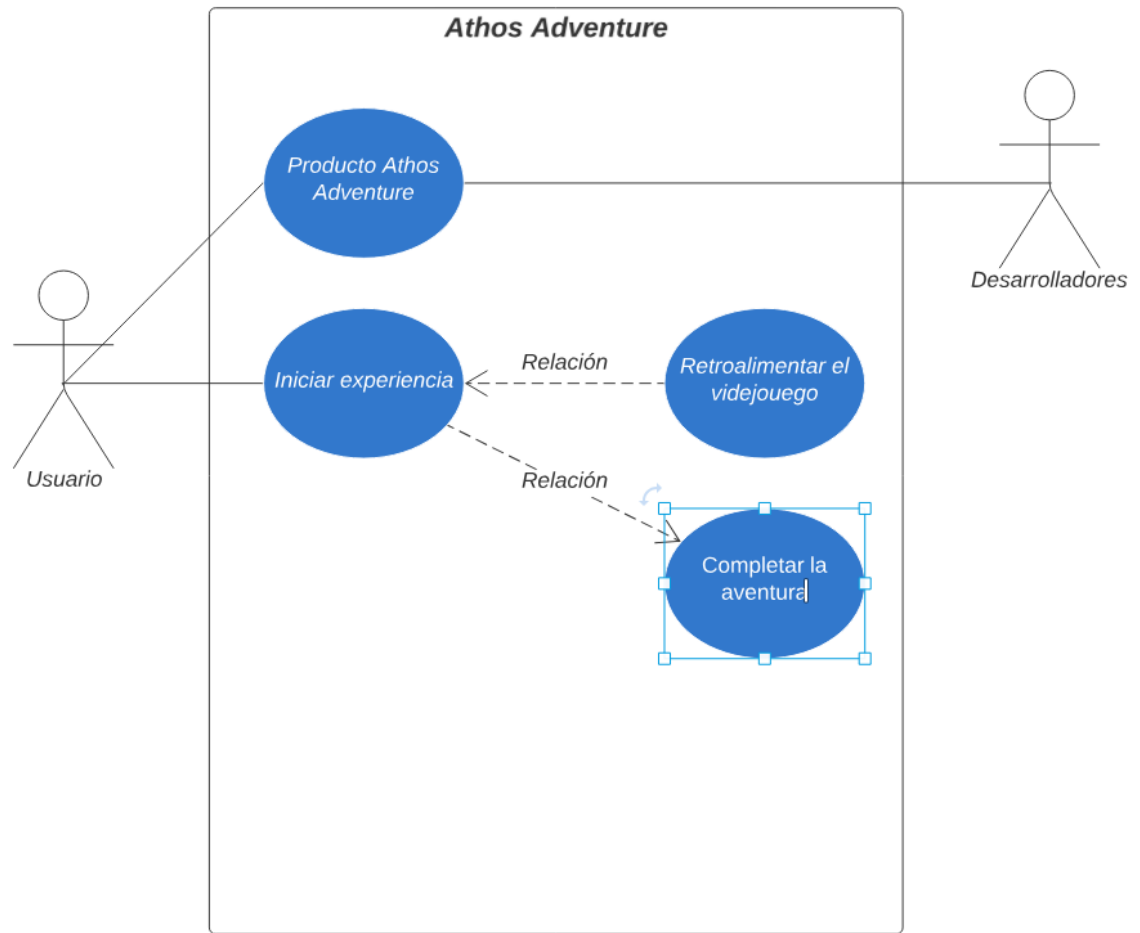 Athos Adventure
Producto Athos
Adventure
Desarrolladores
Iniciar experiencia
Relación
Retroalimentar el
videjouego
Usuario
Relación
Completar la
aventura